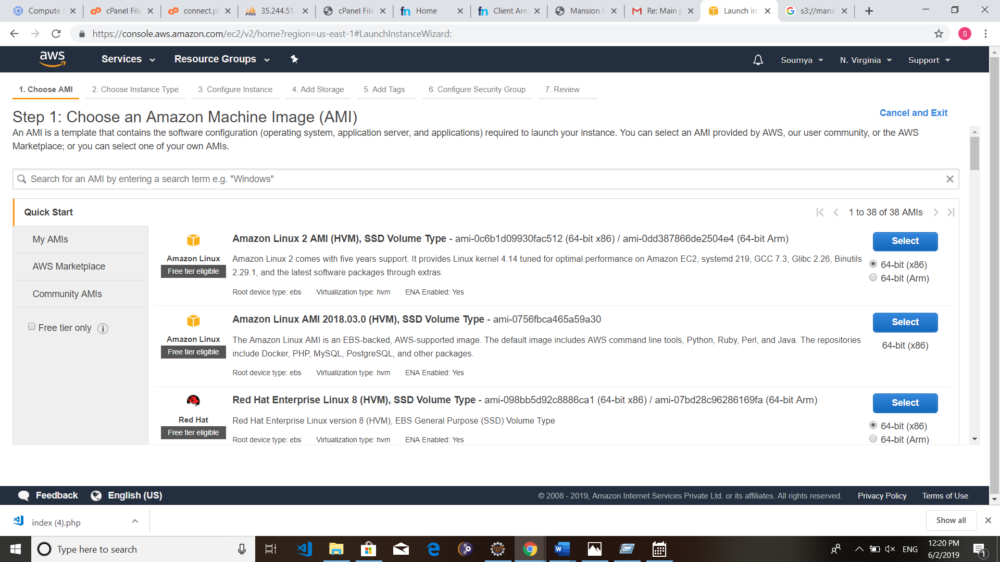 Compute
cPanel File
connect.p
35.244.51.
cPanel File
Home
Client Are
Mansion
Re: Main p
Launch ins
s3://mansi
https://console.aws.amazon.com/ec2/v2/home?region=us-east-1#LaunchInstanceWizard:
S
aws
Services
Resource Groups
Soumya
N. Virginia
Support
1. Choose AMI
2. Choose Instance Type
3. Configure Instance
4. Add Storage
5. Add Tags
6. Configure Security Group
7. Review
Step 1: Choose an Amazon Machine Image (AMI)
Cancel and Exit
An AMI is a template that contains the software configuration (operating system, application server, and applications) required to launch your instance. You can select an AMI provided by AWS, our user community, or the AWS
Marketplace; or you can select one of your own AMIs.
Search for an AMI by entering a search term e.g. "Windows"
Quick Start
1 to 38 of 38 AMIs
My AMIs
AWS Marketplace
Community AMIs
Free tier only
Amazon Linux
Free tier eligible
Amazon Linux 2 AMI (HVM), SSD Volume Type - ami-0c6b1d09930fac512 (64-bit x86) / ami-0dd387866de2504e4 (64-bit Arm)
Amazon Linux 2 comes with five years support. It provides Linux kernel 4.14 tuned for optimal performance on Amazon EC2, systemd 219, GCC 7.3, Glibc 2.26, Binutils
2.29.1, and the latest software packages through extras.
Root device type: ebs
Virtualization type: hvm
ENA Enabled: Yes
Select
64-bit (x86)
64-bit (Arm)
Amazon Linux
Free tier eligible
Amazon Linux AMI 2018.03.0 (HVM), SSD Volume Type - ami-0756fbca465a59a30
The Amazon Linux AMI is an EBS-backed, AWS-supported image. The default image includes AWS command line tools, Python, Ruby, Perl, and Java. The repositories
include Docker, PHP, MySQL, PostgreSQL, and other packages.
Root device type: ebs
Virtualization type: hvm
ENA Enabled: Yes
Select
64-bit (x86)
Red Hat
Free tier eligible
Red Hat Enterprise Linux 8 (HVM), SSD Volume Type - ami-098bb5d92c8886ca1 (64-bit x86) / ami-07bd28c96286169fa (64-bit Arm)
Red Hat Enterprise Linux version 8 (HVM), EBS General Purpose (SSD) Volume Type
Root device type: ebs
Virtualization type: hvm
ENA Enabled: Yes
Select
64-bit (x86)
64-bit (Arm)
Feedback
English (US)
© 2008 - 2019, Amazon Internet Services Private Ltd. or its affiliates. All rights reserved.
Privacy Policy
Terms of Use
index (4).php
Show all
Type here to search
ENG
12:20 PM
6/2/2019
1